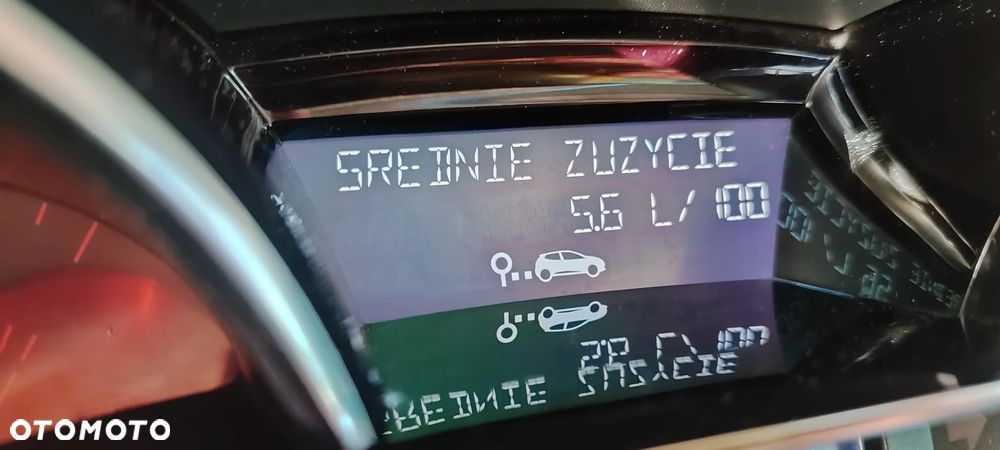 SREDNIE ZUZYCIE
5.6 L/100
OTOMOTO